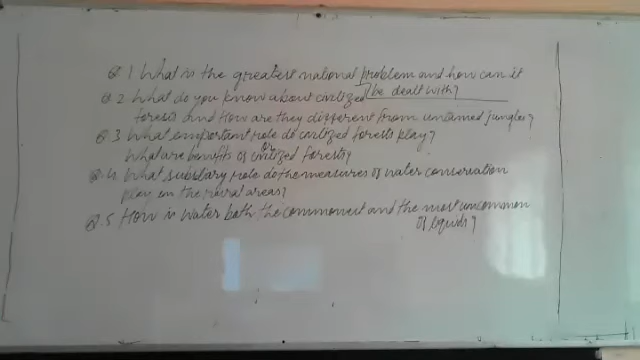 Q.1 What is the greatest national problem and how can it
be dealt with?
Q.2 What do you know about civilized
forests and How are they different from untamed jungles?
Q.3 What important role do civilized forests play?
Or
What are benefits of civilized forests?
Q.4 What subsidary role do the measures of water conservation
play in the rural areas?
Q.5 How is water both the commonest and the most uncommon
of liquids?